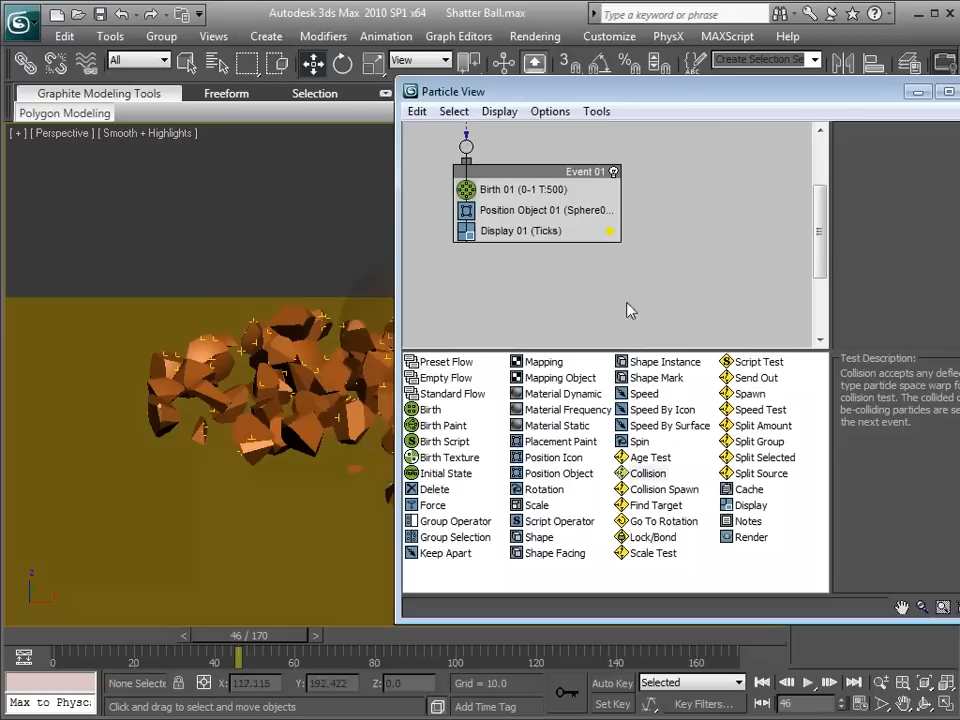 Autodesk 3ds Max 2010 SP1 x64 Shatter Ball.max
Type a keyword or phrase
Edit Tools Group Views Create Modifiers Animation Graph Editors Rendering Customize PhysX MAXScript Help
All View Create Selection Se
Graphite Modeling Tools Freeform Selection
Polygon Modeling
[ + ] [ Perspective ] [ Smooth + Highlights ]
Particle View
Edit Select Display Options Tools
Event 01
Birth 01 (0-1 T:500)
Position Object 01 (Sphere0...
Display 01 (Ticks)
Preset Flow Mapping Shape Instance Script Test
Empty Flow Mapping Object Shape Mark Send Out
Standard Flow Material Dynamic Speed Spawn
Birth Material Frequency Speed By Icon Speed Test
Birth Paint Material Static Speed By Surface Split Amount
Birth Script Placement Paint Spin Split Group
Birth Texture Position Icon Age Test Split Selected
Initial State Position Object Collision Split Source
Delete Rotation Collision Spawn Cache
Force Scale Find Target Display
Group Operator Script Operator Go To Rotation Notes
Group Selection Shape Lock/Bond Render
Keep Apart Shape Facing Scale Test
Test Description:
Collision accepts any defle
type particle space warp fo
collision test. The collided o
be-colliding particles are se
the next event.
46 / 170
0 20 40 60 80 100 120 140 160
None Selecte X: 117.115 Y: 192.422 Z: 0.0 Grid = 10.0 Auto Key Selected
Max to Physc: Click and drag to select and move objects Add Time Tag Set Key Key Filters... 46